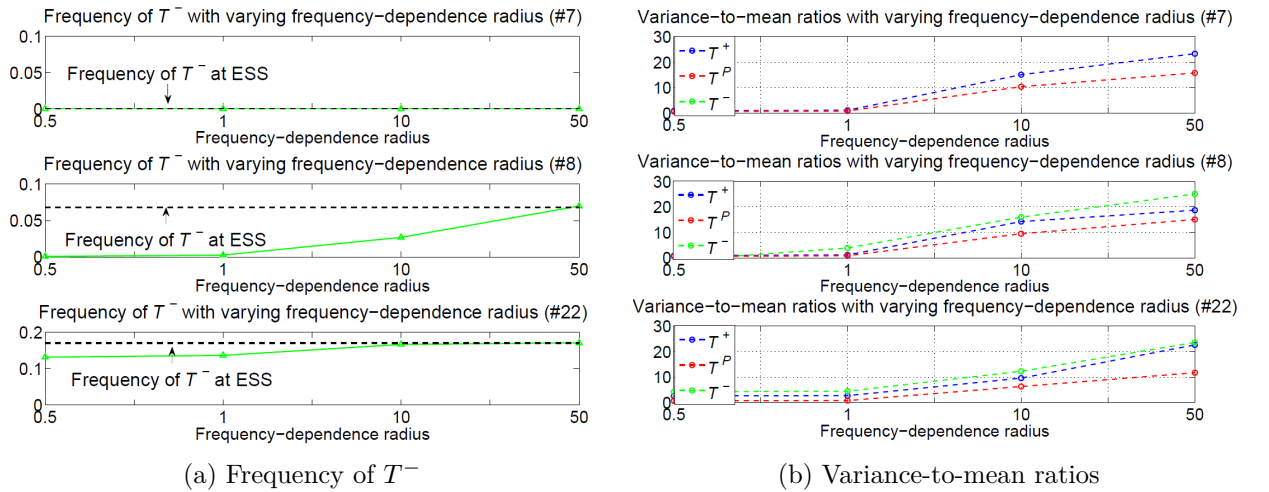 Frequency of T⁻ with varying frequency−dependence radius (#7)
0.1
0.05
0
Frequency of T⁻ at ESS
0.5 1 10 50
Frequency−dependence radius
Frequency of T⁻ with varying frequency−dependence radius (#8)
0.1
0.05
0
Frequency of T⁻ at ESS
0.5 1 10 50
Frequency−dependence radius
Frequency of T⁻ with varying frequency−dependence radius (#22)
0.2
0.1
0
Frequency of T⁻ at ESS
0.5 1 10 50
Frequency−dependence radius
(a) Frequency of T⁻
Variance−to−mean ratios with varying frequency−dependence radius (#7)
30
20
10
0
T⁺
Tᴾ
T⁻
0.5 1 10 50
Frequency−dependence radius
Variance−to−mean ratios with varying frequency−dependence radius (#8)
30
20
10
0
T⁺
Tᴾ
T⁻
0.5 1 10 50
Frequency−dependence radius
Variance−to−mean ratios with varying frequency−dependence radius (#22)
30
20
10
0
T⁺
Tᴾ
T⁻
0.5 1 10 50
Frequency−dependence radius
(b) Variance-to-mean ratios